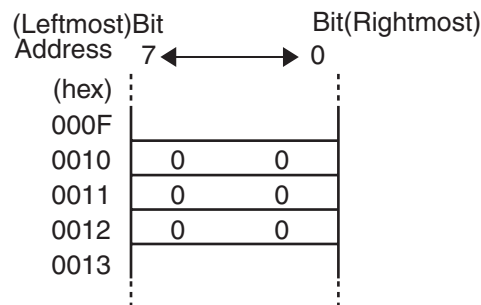 (Leftmost)Bit Bit(Rightmost)
Address 7 0
(hex)
000F
0010 0 0
0011 0 0
0012 0 0
0013